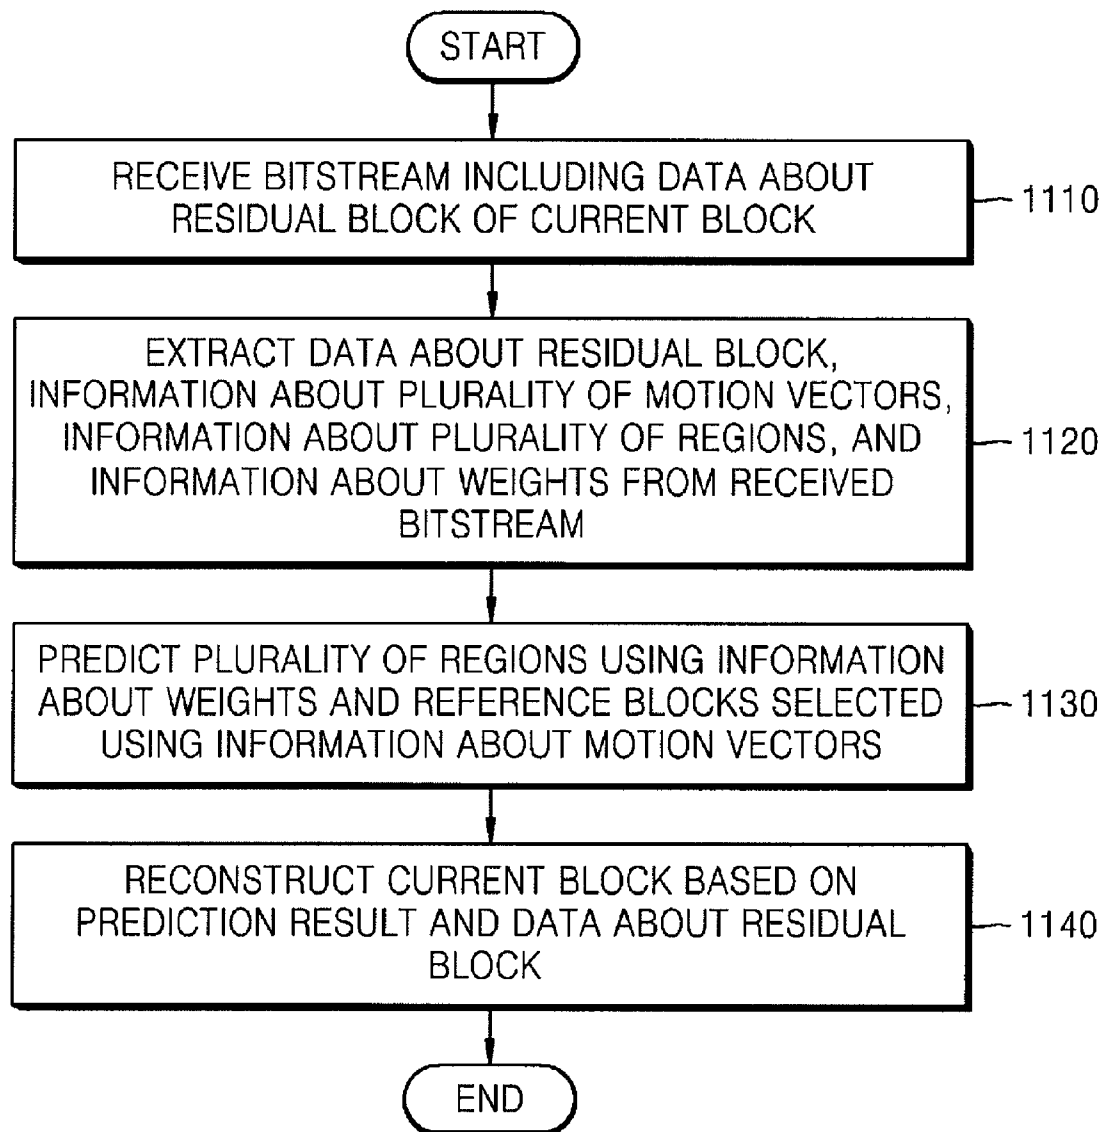 START
RECEIVE BITSTREAM INCLUDING DATA ABOUT
RESIDUAL BLOCK OF CURRENT BLOCK
1110
EXTRACT DATA ABOUT RESIDUAL BLOCK,
INFORMATION ABOUT PLURALITY OF MOTION VECTORS,
INFORMATION ABOUT PLURALITY OF REGIONS, AND
INFORMATION ABOUT WEIGHTS FROM RECEIVED
BITSTREAM
1120
PREDICT PLURALITY OF REGIONS USING INFORMATION
ABOUT WEIGHTS AND REFERENCE BLOCKS SELECTED
USING INFORMATION ABOUT MOTION VECTORS
1130
RECONSTRUCT CURRENT BLOCK BASED ON
PREDICTION RESULT AND DATA ABOUT RESIDUAL
BLOCK
1140
END